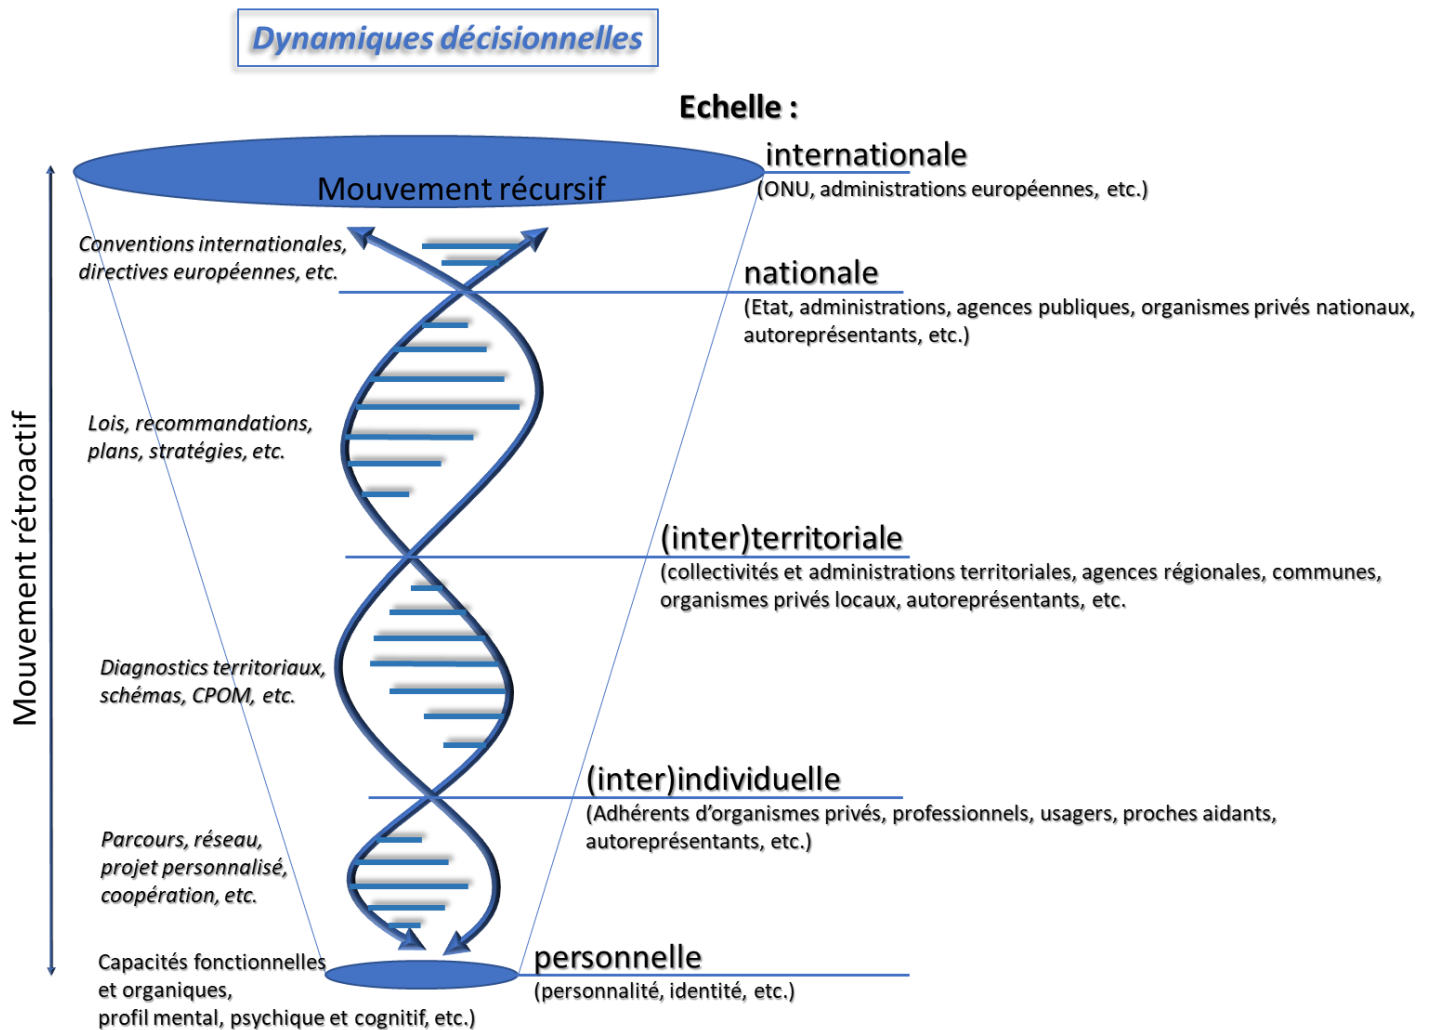 Dynamiques décisionnelles
Echelle :
internationale
(ONU, administrations européennes, etc.)
Mouvement récursif
Conventions internationales,
directives européennes, etc.
nationale
(Etat, administrations, agences publiques, organismes privés nationaux,
autoreprésentants, etc.)
Mouvement rétroactif
Lois, recommandations,
plans, stratégies, etc.
(inter)territoriale
(collectivités et administrations territoriales, agences régionales, communes,
organismes privés locaux, autoreprésentants, etc.
Diagnostics territoriaux,
schémas, CPOM, etc.
(inter)individuelle
(Adhérents d’organismes privés, professionnels, usagers, proches aidants,
autoreprésentants, etc.)
Parcours, réseau,
projet personnalisé,
coopération, etc.
personnelle
(personnalité, identité, etc.)
Capacités fonctionnelles
et organiques,
profil mental, psychique et cognitif, etc.)